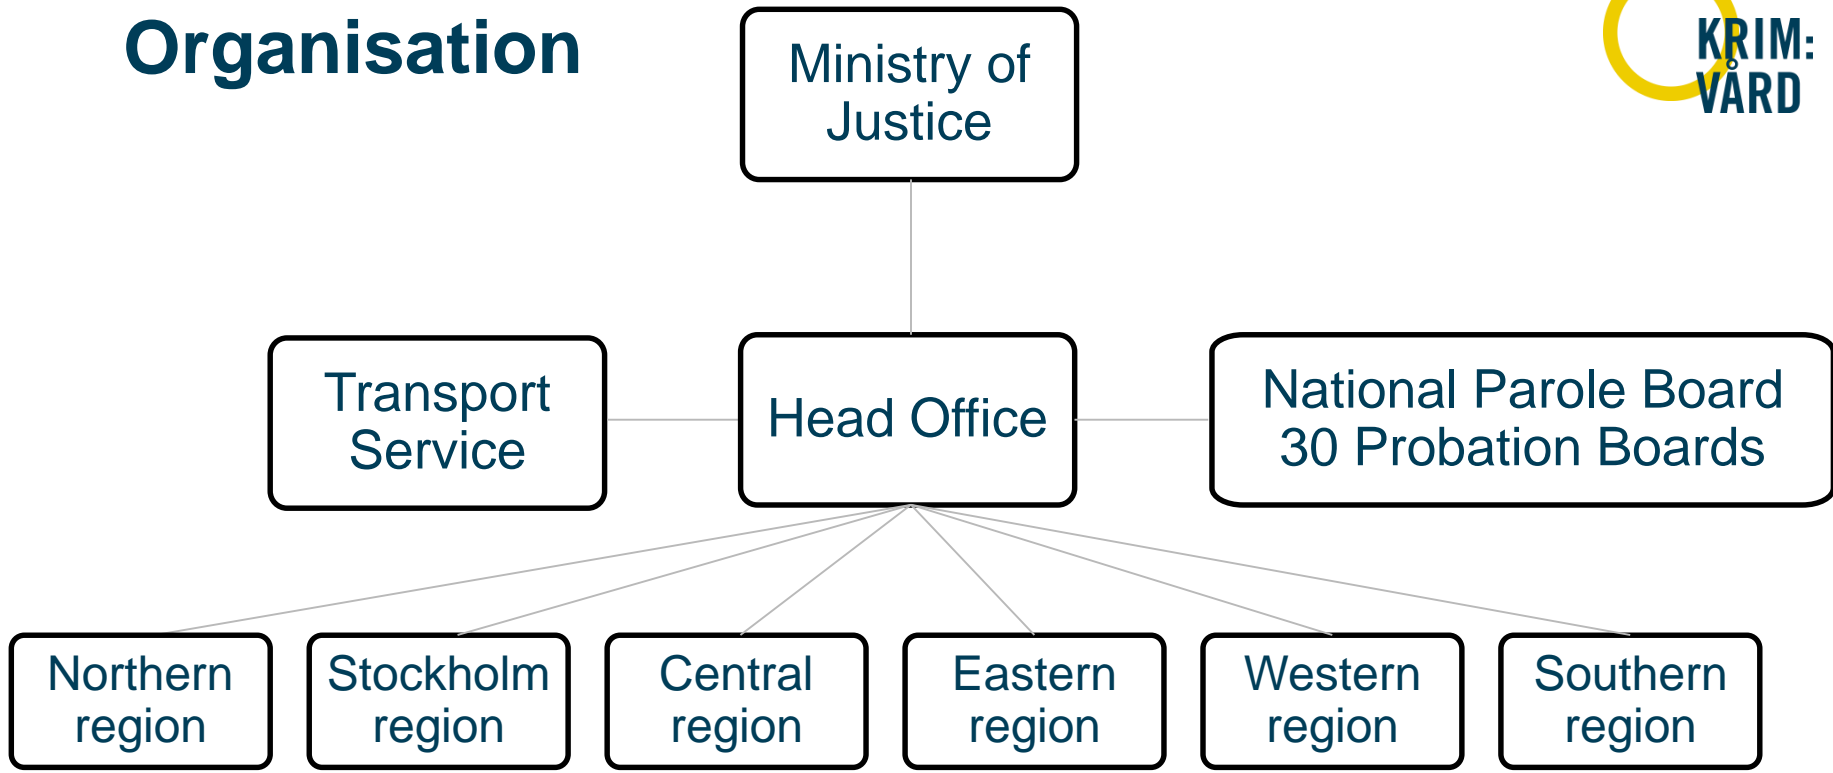 Organisation
KRIM:
VÅRD
Ministry of
Justice
Transport
Service
Head Office
National Parole Board
30 Probation Boards
Northern
region
Stockholm
region
Central
region
Eastern
region
Western
region
Southern
region